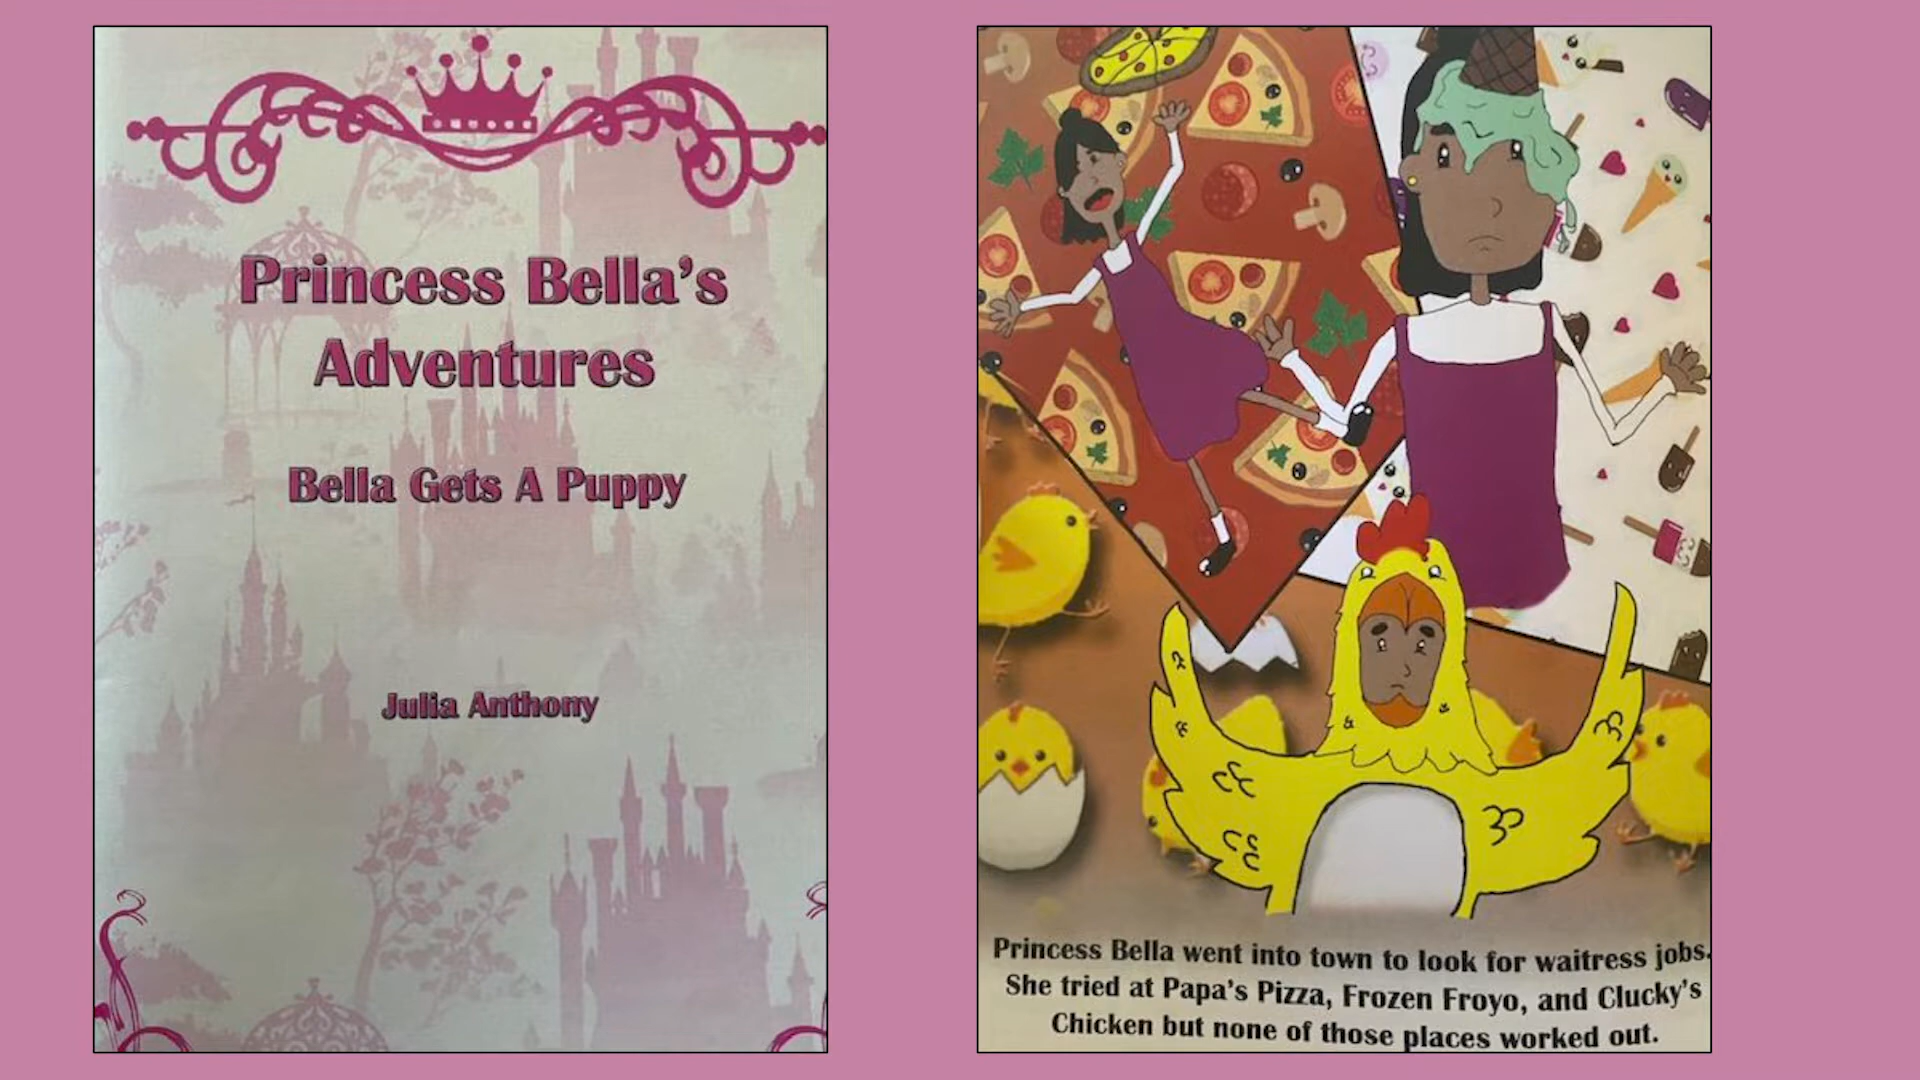 Princess Bella's
Adventures
Bella Gets A Puppy
Julia Anthony
Princess Bella went into town to look for waitress jobs.
She tried at Papa's Pizza, Frozen Froyo, and Clucky's
Chicken but none of those places worked out.